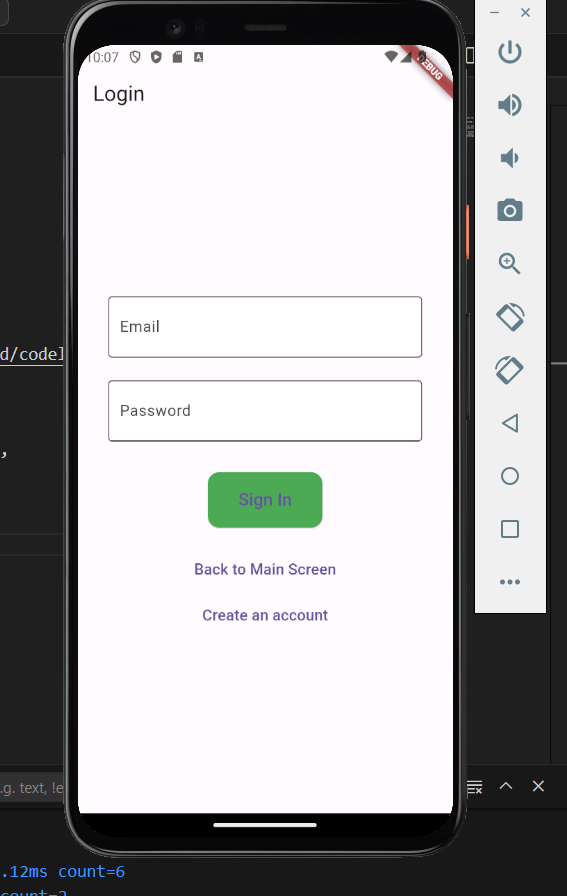 10:07
DEBUG
Login
Email
d/codel
Password
,
Sign In
Back to Main Screen
Create an account
.g. text, !e
.12ms count=6
count=2